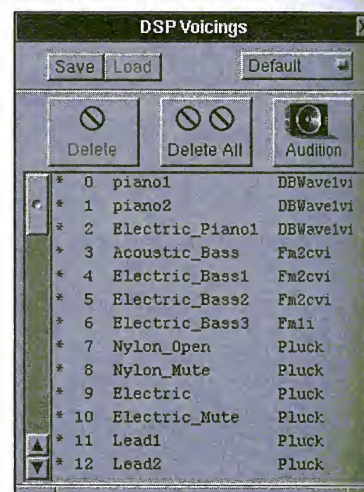 DSP Voicings
Save Load Default
Delete Delete All Audition
* 0 piano1 DBWave1vi
* 1 piano2 DBWave1vi
* 2 Electric_Piano1 DBWave1vi
* 3 Acoustic_Bass Fm2cvi
* 4 Electric_Bass1 Fm2cvi
* 5 Electric_Bass2 Fm2cvi
* 6 Electric_Bass3 Fm1i
* 7 Nylon_Open Pluck
* 8 Nylon_Mute Pluck
* 9 Electric Pluck
* 10 Electric_Mute Pluck
* 11 Lead1 Pluck
* 12 Lead2 Pluck